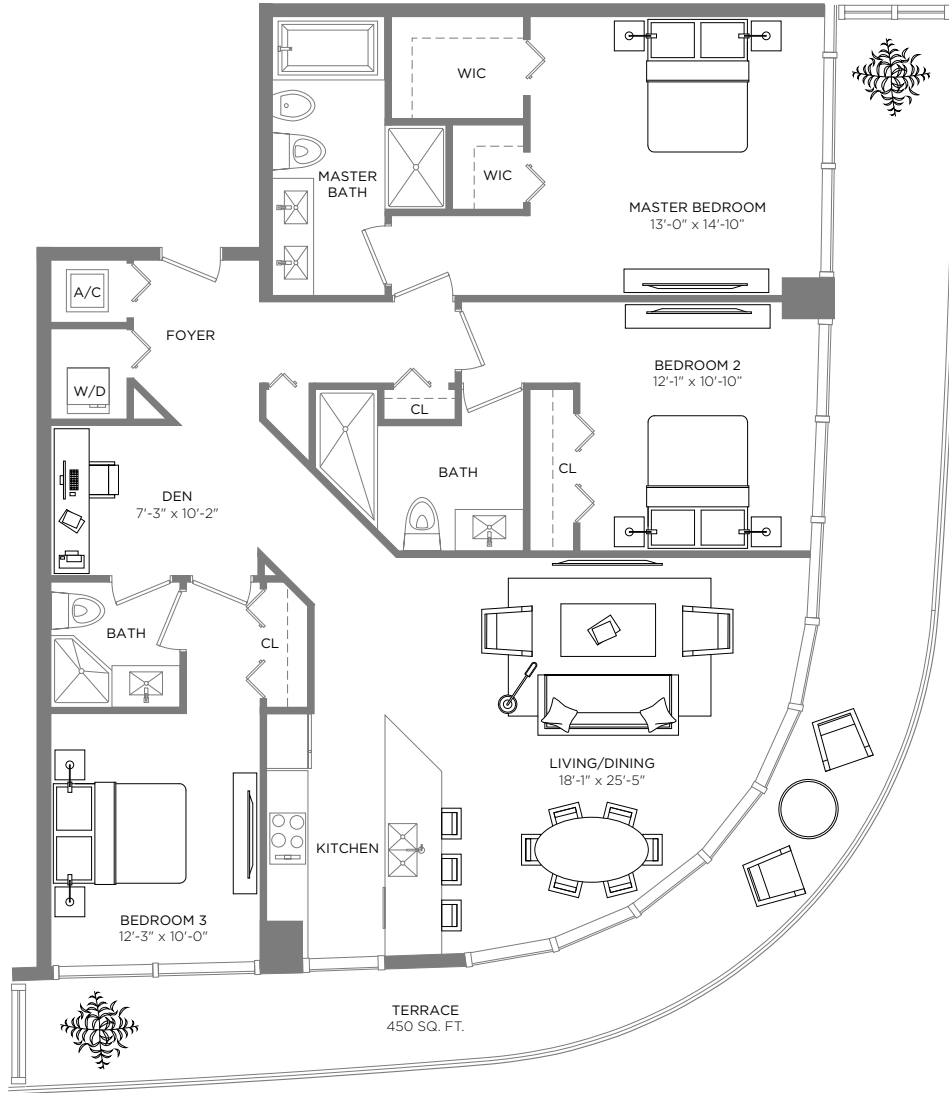 WIC
WIC
MASTER
BATH
MASTER BEDROOM
13'-0" x 14'-10"
A/C
FOYER
W/D
BEDROOM 2
12'-1" x 10'-10"
CL
BATH
CL
DEN
7'-3" x 10'-2"
BATH
CL
LIVING/DINING
18'-1" x 25'-5"
KITCHEN
BEDROOM 3
12'-3" x 10'-0"
TERRACE
450 SQ. FT.